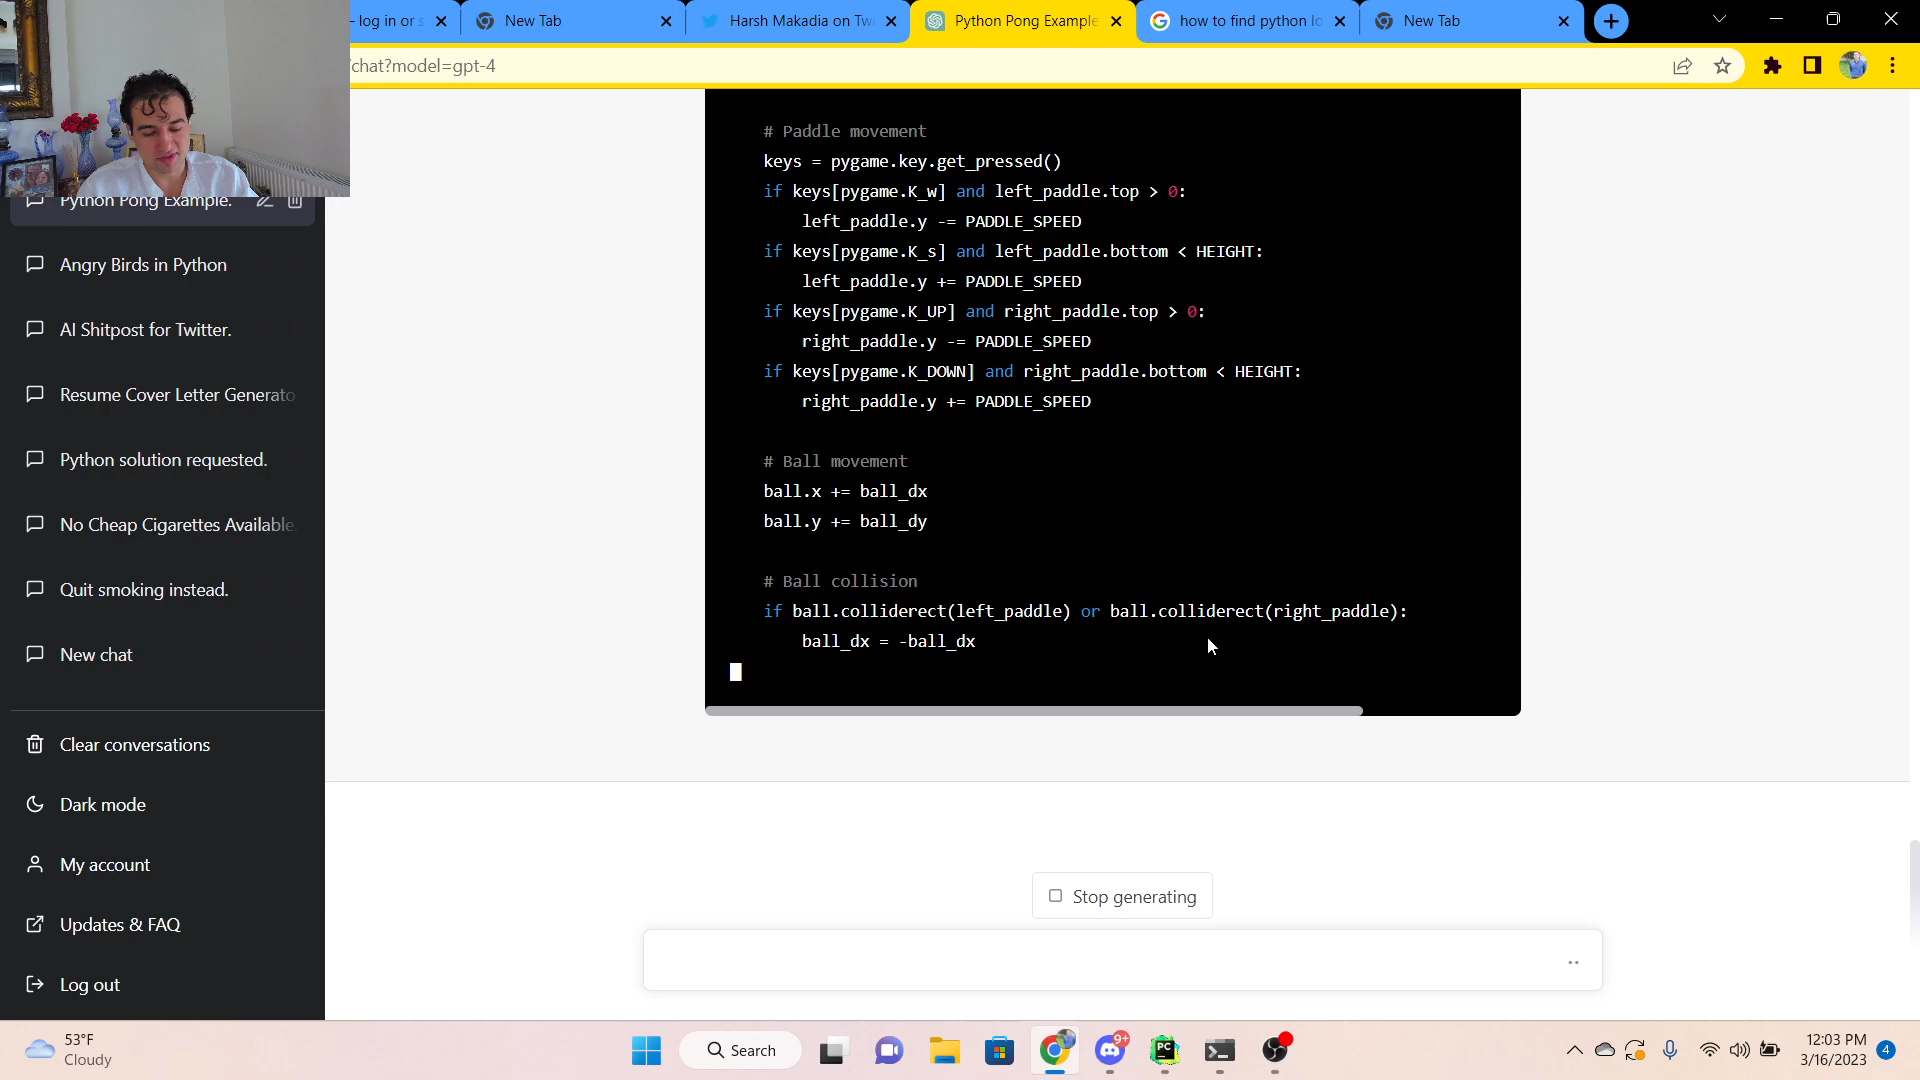 - log in or s
New Tab
Harsh Makadia on Twi
Python Pong Example
how to find python lo
New Tab
/chat?model=gpt-4
# Paddle movement
keys = pygame.key.get_pressed()
if keys[pygame.K_w] and left_paddle.top > 0:
left_paddle.y -= PADDLE_SPEED
if keys[pygame.K_s] and left_paddle.bottom < HEIGHT:
left_paddle.y += PADDLE_SPEED
if keys[pygame.K_UP] and right_paddle.top > 0:
right_paddle.y -= PADDLE_SPEED
if keys[pygame.K_DOWN] and right_paddle.bottom < HEIGHT:
right_paddle.y += PADDLE_SPEED
# Ball movement
ball.x += ball_dx
ball.y += ball_dy
# Ball collision
if ball.colliderect(left_paddle) or ball.colliderect(right_paddle):
ball_dx = -ball_dx
Python Pong Example.
Angry Birds in Python
AI Shitpost for Twitter.
Resume Cover Letter Generato
Python solution requested.
No Cheap Cigarettes Available.
Quit smoking instead.
New chat
Clear conversations
Dark mode
My account
Updates & FAQ
Log out
Stop generating
53°F
Cloudy
Search
9+
PC
12:03 PM
3/16/2023
4